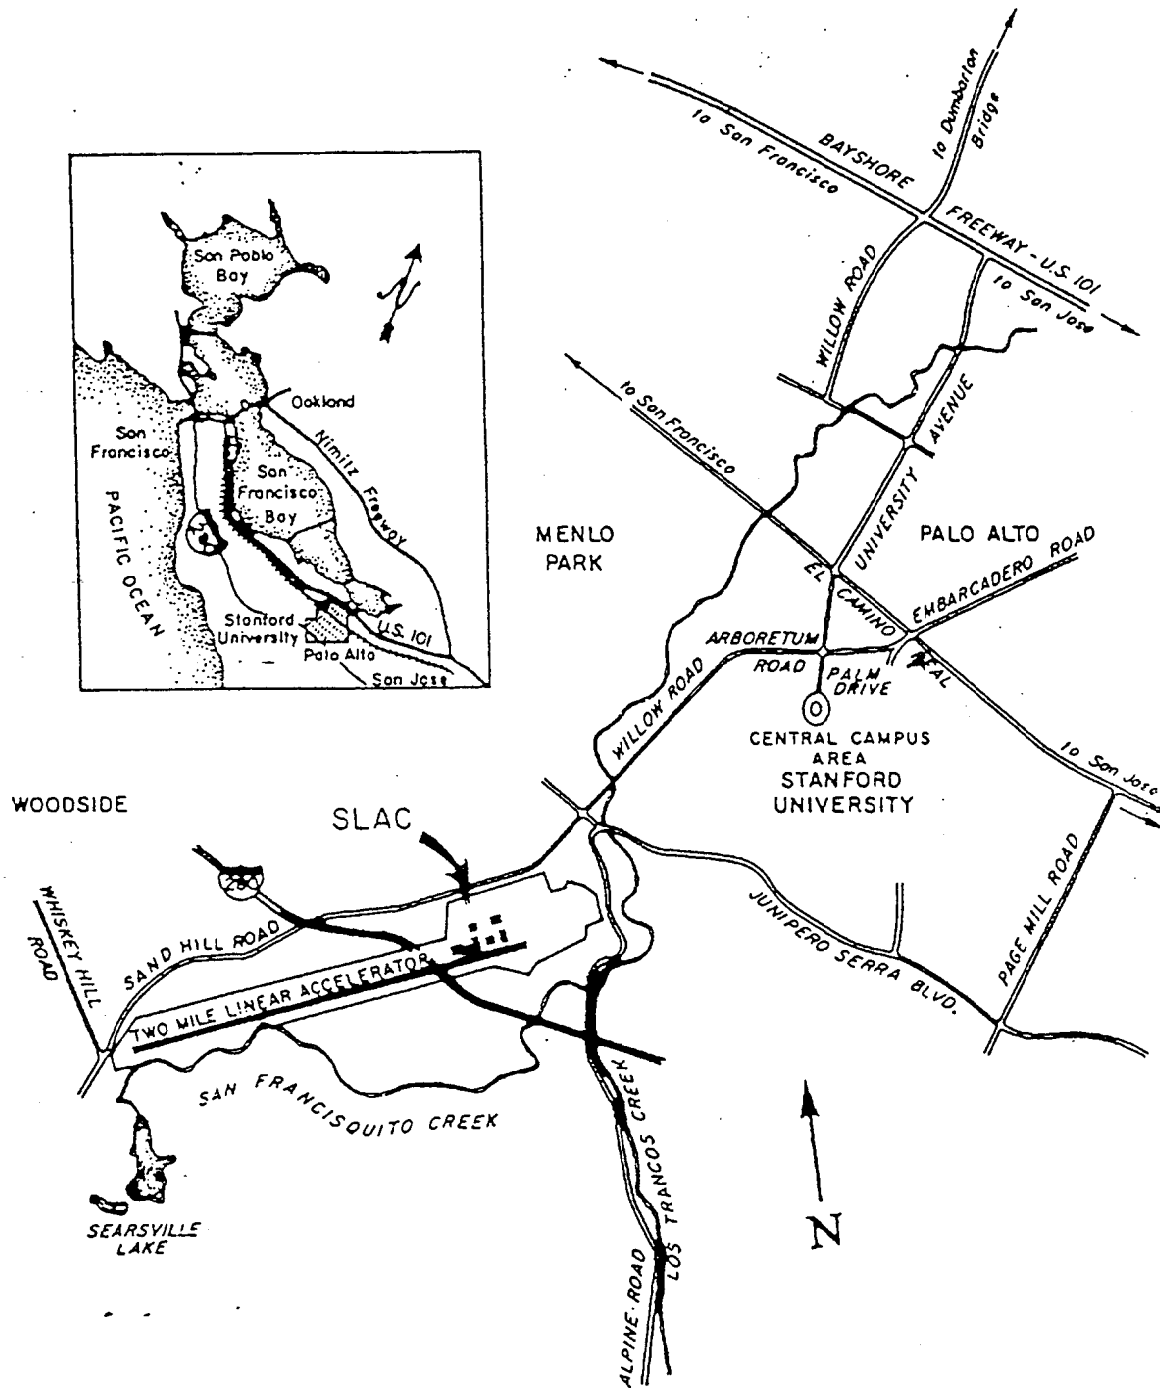 to Dumbarton
Bridge
to San Francisco
BAYSHORE
FREEWAY - U.S. 101
to San Jose
WILLOW ROAD
San Pablo
Bay
N
Oakland
San
Francisco
Nimitz Freeway
San
Francisco
Bay
PACIFIC OCEAN
280
Stanford
University
U.S. 101
Palo Alto
San Jose
to San Francisco
UNIVERSITY AVENUE
MENLO
PARK
PALO ALTO
EL CAMINO REAL
EMBARCADERO ROAD
ARBORETUM
ROAD
PALM
DRIVE
WILLOW ROAD
CENTRAL CAMPUS
AREA
STANFORD
UNIVERSITY
to San Jose
WOODSIDE
SLAC
280
WHISKEY HILL
ROAD
SAND HILL ROAD
TWO MILE LINEAR ACCELERATOR
JUNIPERO SERRA BLVD.
PAGE MILL ROAD
SAN FRANCISQUITO CREEK
LOS TRANCOS CREEK
ALPINE ROAD
SEARSVILLE
LAKE
N